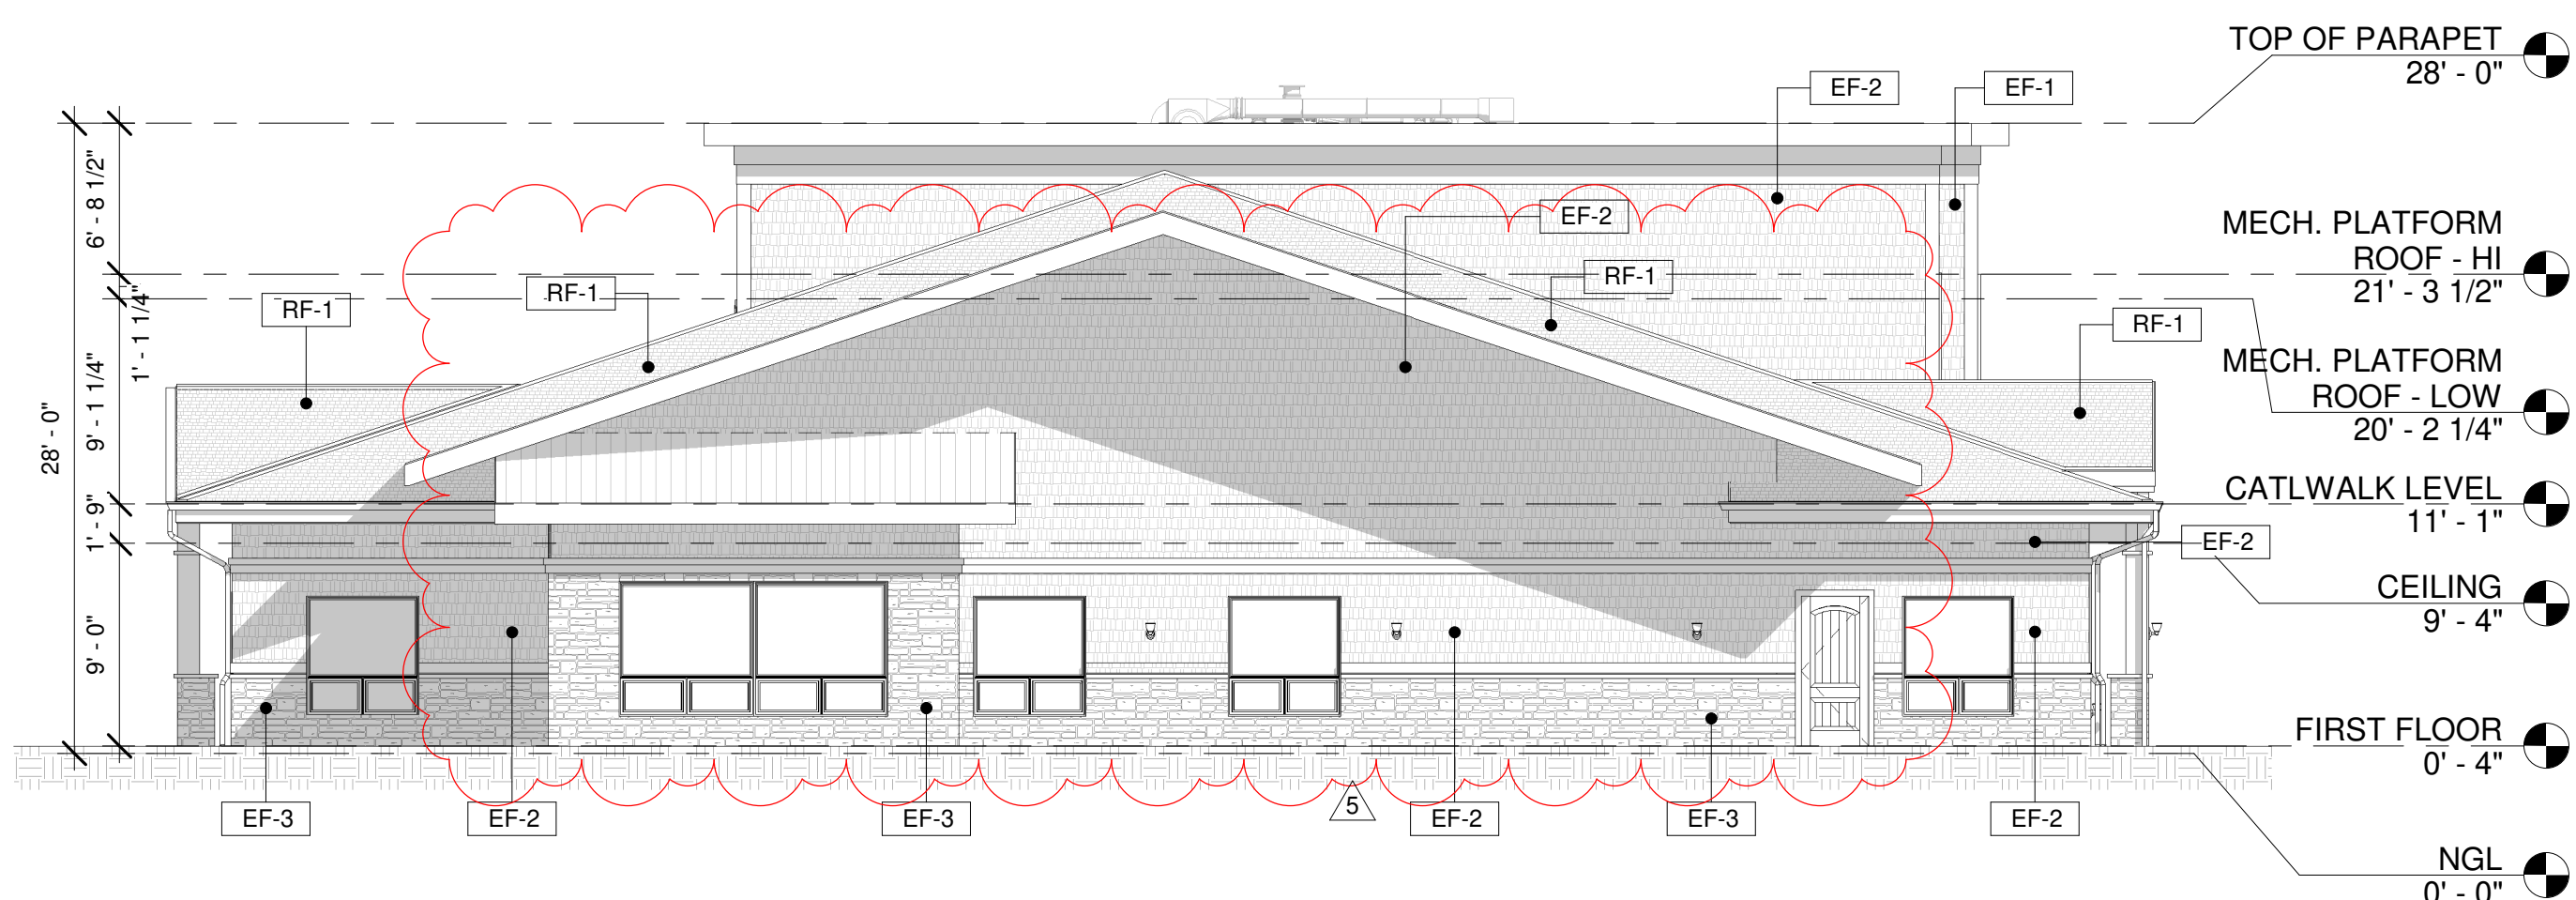 TOP OF PARAPET
28' - 0"
EF-2
EF-1
6' - 8 1/2"
EF-2
MECH. PLATFORM
ROOF - HI
21' - 3 1/2"
RF-1
RF-1
RF-1
1' - 1 1/4"
RF-1
MECH. PLATFORM
ROOF - LOW
20' - 2 1/4"
9' - 1 1/4"
28' - 0"
CATLWALK LEVEL
11' - 1"
1' - 9"
EF-2
CEILING
9' - 4"
9' - 0"
FIRST FLOOR
0' - 4"
EF-3
EF-2
EF-3
5
EF-2
EF-3
EF-2
NGL
0' - 0"